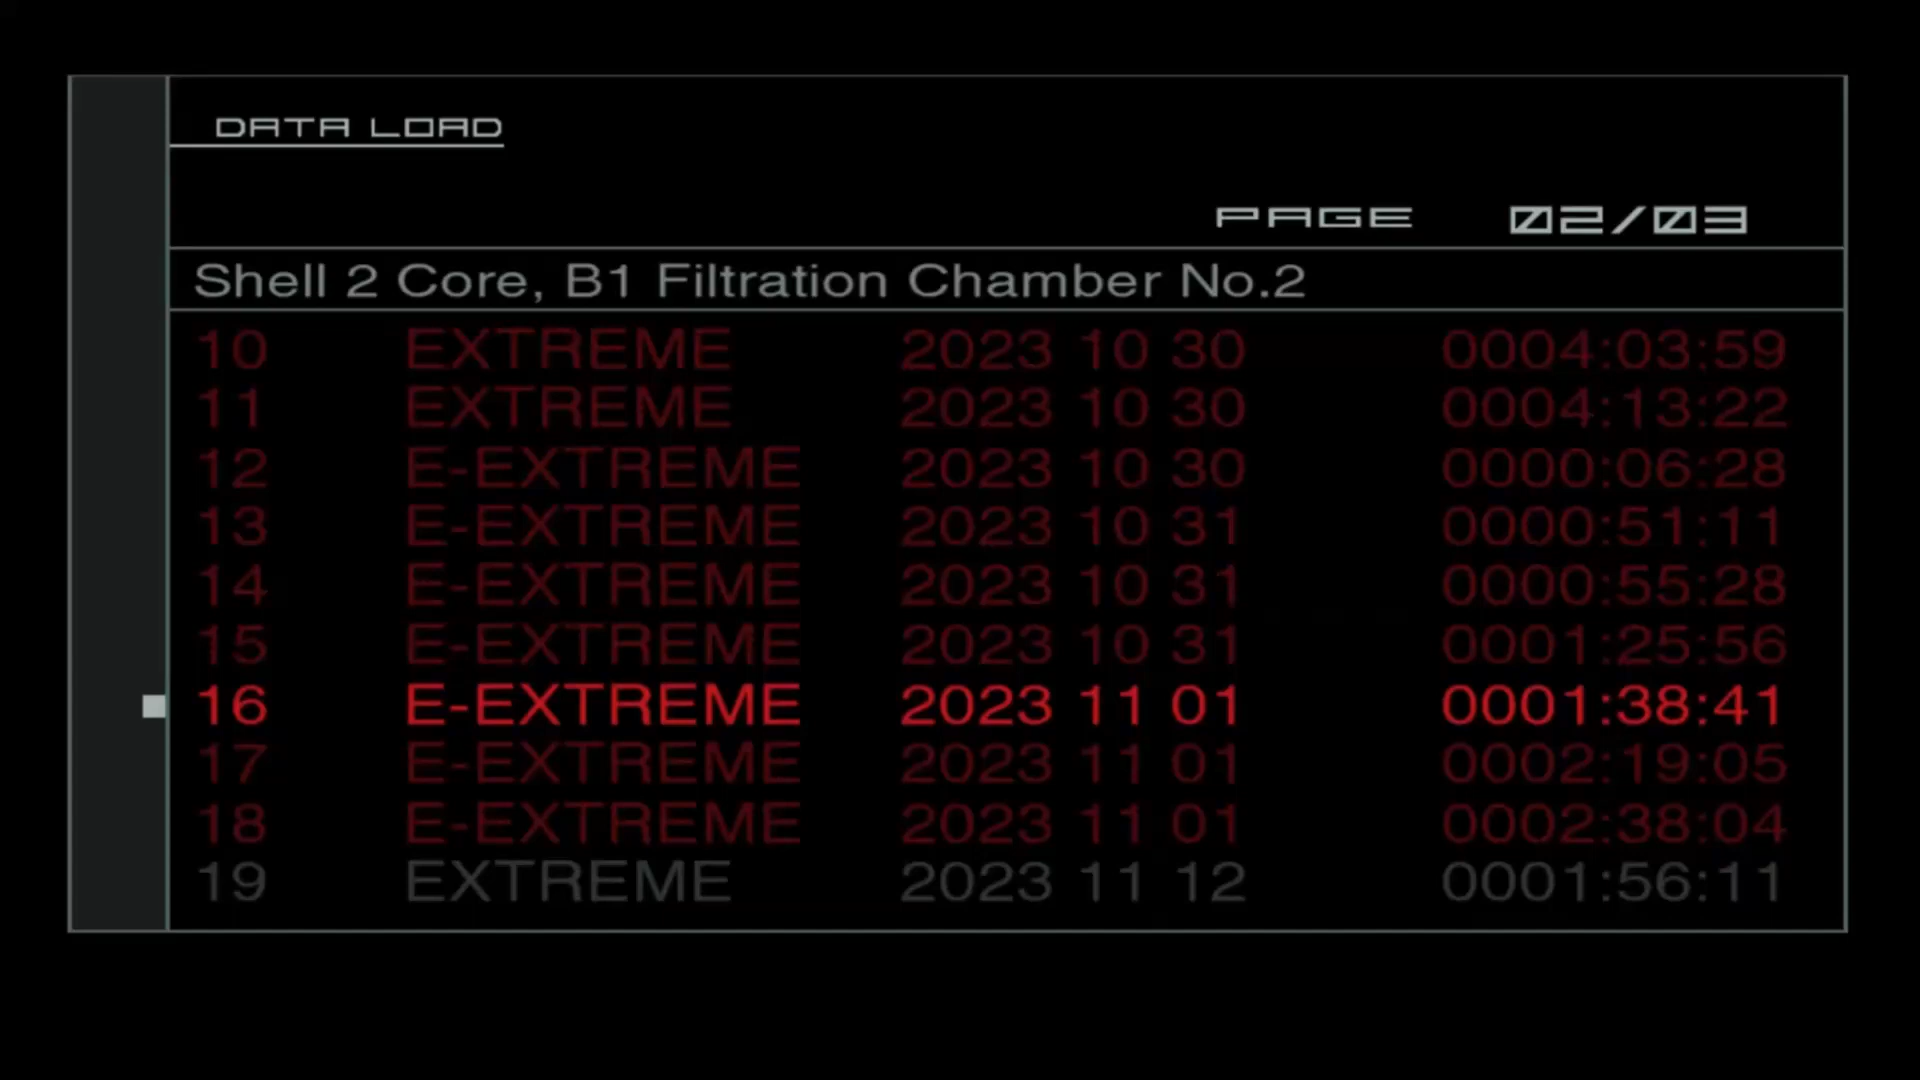 DATA LOAD
PAGE 02/03
Shell 2 Core, B1 Filtration Chamber No.2
10 EXTREME 2023 10 30 0004:03:59
11 EXTREME 2023 10 30 0004:13:22
12 E-EXTREME 2023 10 30 0000:06:28
13 E-EXTREME 2023 10 31 0000:51:11
14 E-EXTREME 2023 10 31 0000:55:28
15 E-EXTREME 2023 10 31 0001:25:56
16 E-EXTREME 2023 11 01 0001:38:41
17 E-EXTREME 2023 11 01 0002:19:05
18 E-EXTREME 2023 11 01 0002:38:04
19 EXTREME 2023 11 12 0001:56:11